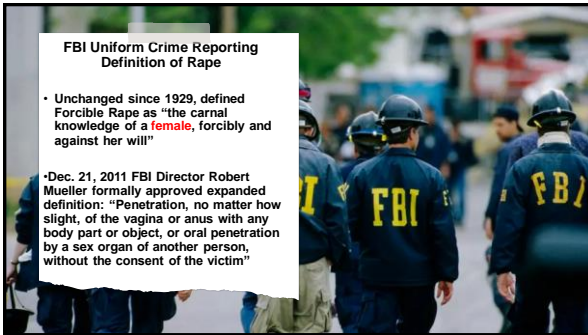 FBI Uniform Crime Reporting
Definition of Rape
• Unchanged since 1929, defined
Forcible Rape as “the carnal
knowledge of a female, forcibly and
against her will”
•Dec. 21, 2011 FBI Director Robert
Mueller formally approved expanded
definition: “Penetration, no matter how
slight, of the vagina or anus with any
body part or object, or oral penetration
by a sex organ of another person,
without the consent of the victim”
FBI
FBI